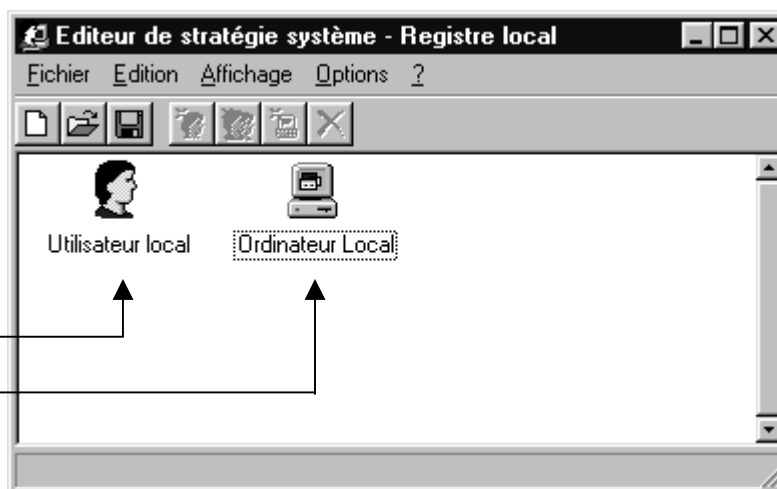 Editeur de stratégie système - Registre local
Fichier Edition Affichage Options ?
Utilisateur local Ordinateur Local